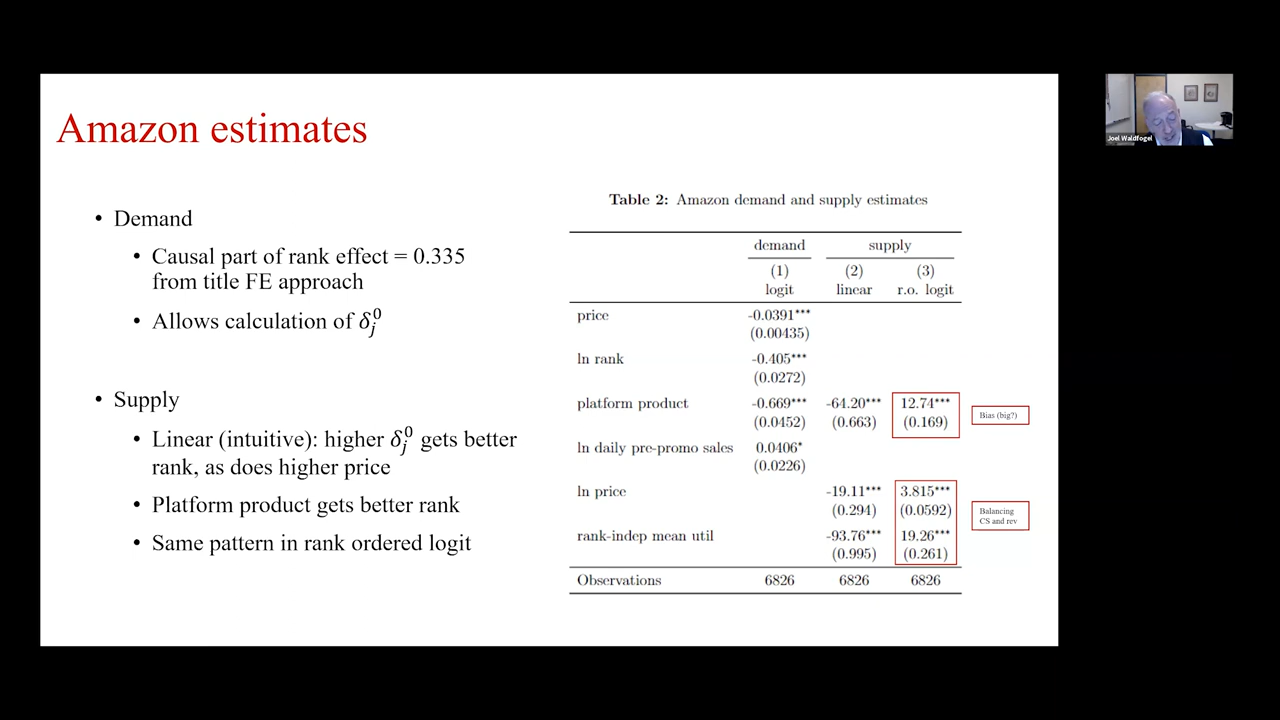 Amazon estimates
• Demand
• Causal part of rank effect = 0.335
from title FE approach
• Allows calculation of δ_j^0
• Supply
• Linear (intuitive): higher δ_j^0 gets better
rank, as does higher price
• Platform product gets better rank
• Same pattern in rank ordered logit
Table 2: Amazon demand and supply estimates
demand supply
(1) (2) (3)
logit linear r.o. logit
price -0.0391***
(0.00435)
ln rank -0.405***
(0.0272)
platform product -0.669*** -64.20*** 12.74***
(0.0452) (0.663) (0.169)
ln daily pre-promo sales 0.0406*
(0.0226)
ln price -19.11*** 3.815***
(0.294) (0.0592)
rank-indep mean util -93.76*** 19.26***
(0.995) (0.261)
Observations 6826 6826 6826
Bias (big?)
Balancing
CS and rev
Joel Waldfogel